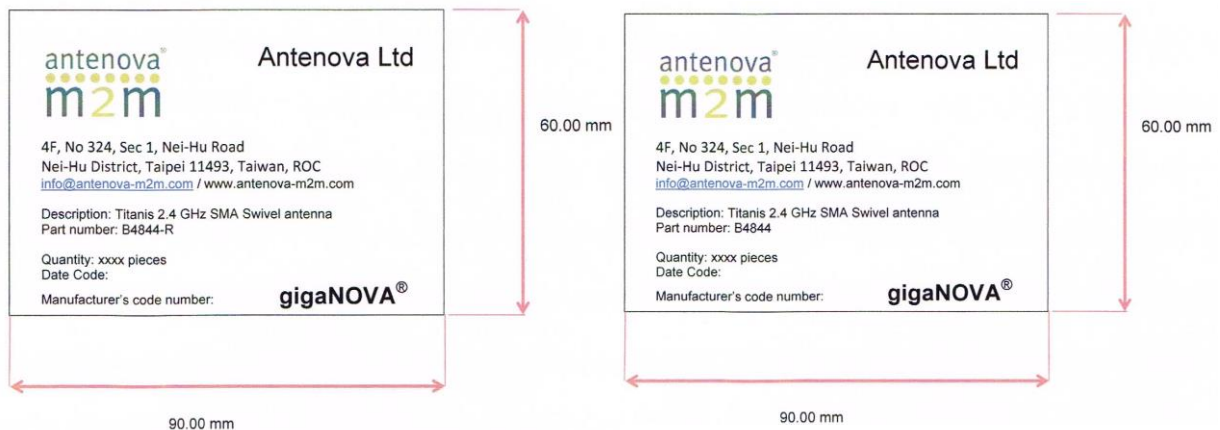 antenova®
m2m
Antenova Ltd
4F, No 324, Sec 1, Nei-Hu Road
Nei-Hu District, Taipei 11493, Taiwan, ROC
info@antenova-m2m.com / www.antenova-m2m.com
Description: Titanis 2.4 GHz SMA Swivel antenna
Part number: B4844-R
Quantity: xxxx pieces
Date Code:
Manufacturer's code number:
gigaNOVA®
60.00 mm
90.00 mm
antenova®
m2m
Antenova Ltd
4F, No 324, Sec 1, Nei-Hu Road
Nei-Hu District, Taipei 11493, Taiwan, ROC
info@antenova-m2m.com / www.antenova-m2m.com
Description: Titanis 2.4 GHz SMA Swivel antenna
Part number: B4844
Quantity: xxxx pieces
Date Code:
Manufacturer's code number:
gigaNOVA®
60.00 mm
90.00 mm